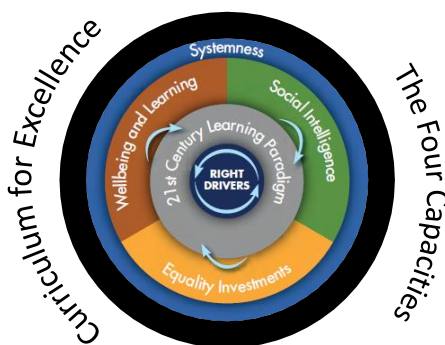 Curriculum for Excellence
The Four Capacities
Systemness
Wellbeing and Learning
Social Intelligence
21st Century Learning Paradigm
RIGHT
DRIVERS
Equality Investments